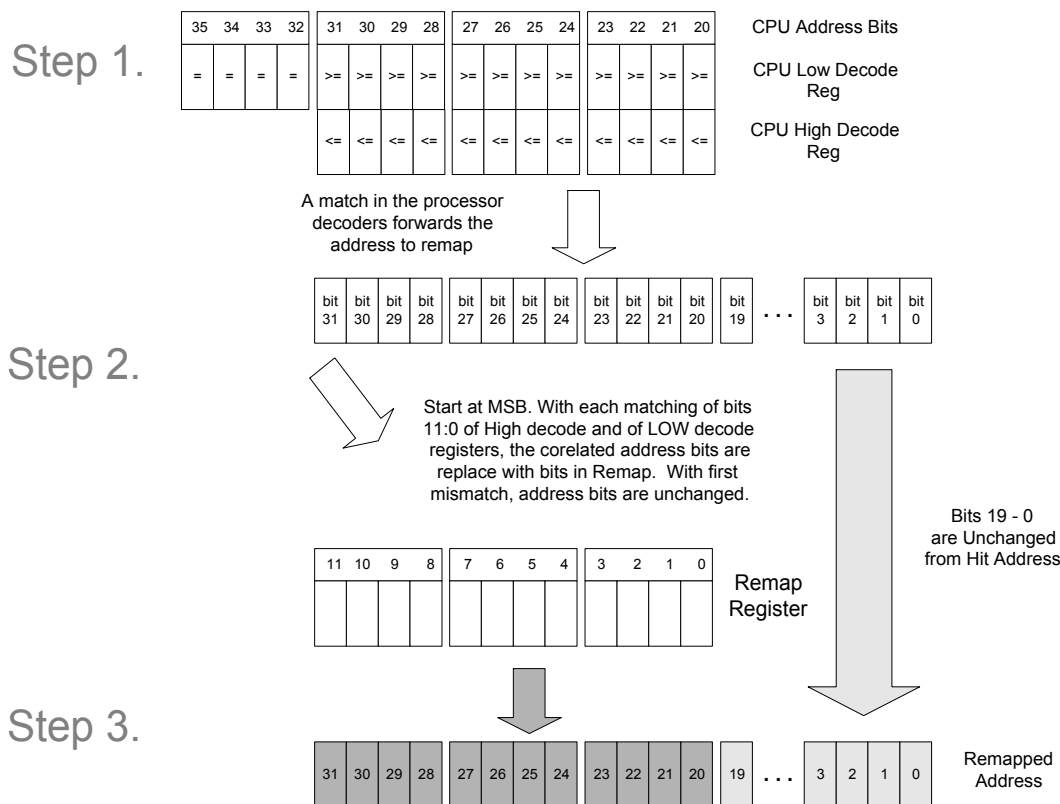 Step 1.
35 34 33 32 31 30 29 28 27 26 25 24 23 22 21 20 CPU Address Bits
= = = = >= >= >= >= >= >= >= >= >= >= >= >= CPU Low Decode
Reg
<= <= <= <= <= <= <= <= <= <= <= <= CPU High Decode
Reg
A match in the processor
decoders forwards the
address to remap
Step 2.
bit bit bit bit bit bit bit bit bit bit bit bit bit bit bit bit bit
31 30 29 28 27 26 25 24 23 22 21 20 19 . . . 3 2 1 0
Start at MSB. With each matching of bits
11:0 of High decode and of LOW decode
registers, the corelated address bits are
replace with bits in Remap. With first
mismatch, address bits are unchanged.
Bits 19 - 0
are Unchanged
from Hit Address
11 10 9 8 7 6 5 4 3 2 1 0
Remap
Register
Step 3.
31 30 29 28 27 26 25 24 23 22 21 20 19 . . . 3 2 1 0
Remapped
Address